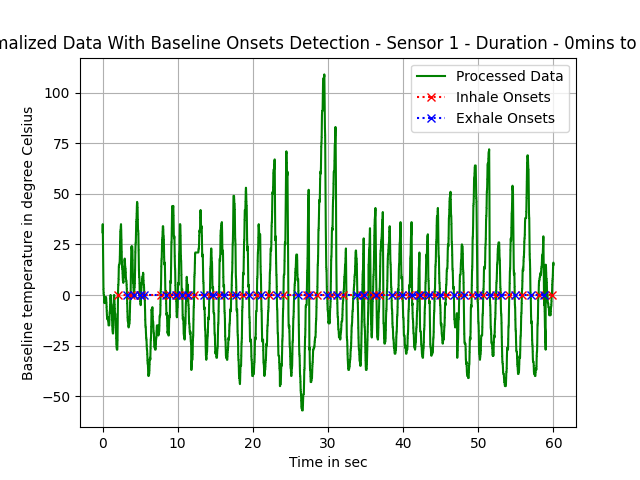 malized Data With Baseline Onsets Detection - Sensor 1 - Duration - 0mins to
Processed Data
Inhale Onsets
Exhale Onsets
100
75
50
25
0
−25
−50
Baseline temperature in degree Celsius
0 10 20 30 40 50 60
Time in sec